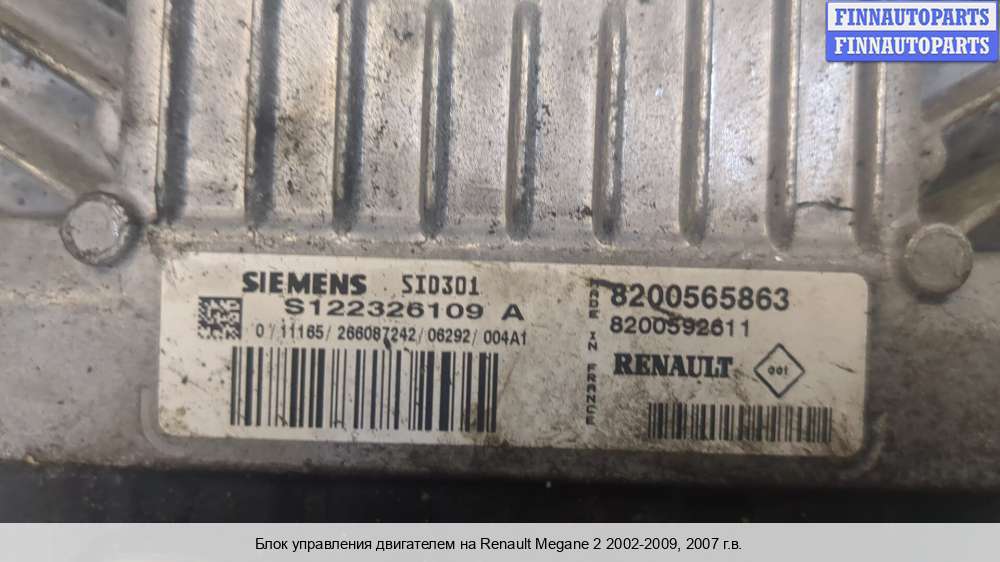 FINNAUTOPARTS
FINNAUTOPARTS
SIEMENS SID301
S122326109 A
0/11165/266087242/06292/004A1
MADE IN FRANCE
8200565863
8200592611
RENAULT
001
Блок управления двигателем на Renault Megane 2 2002-2009, 2007 г.в.